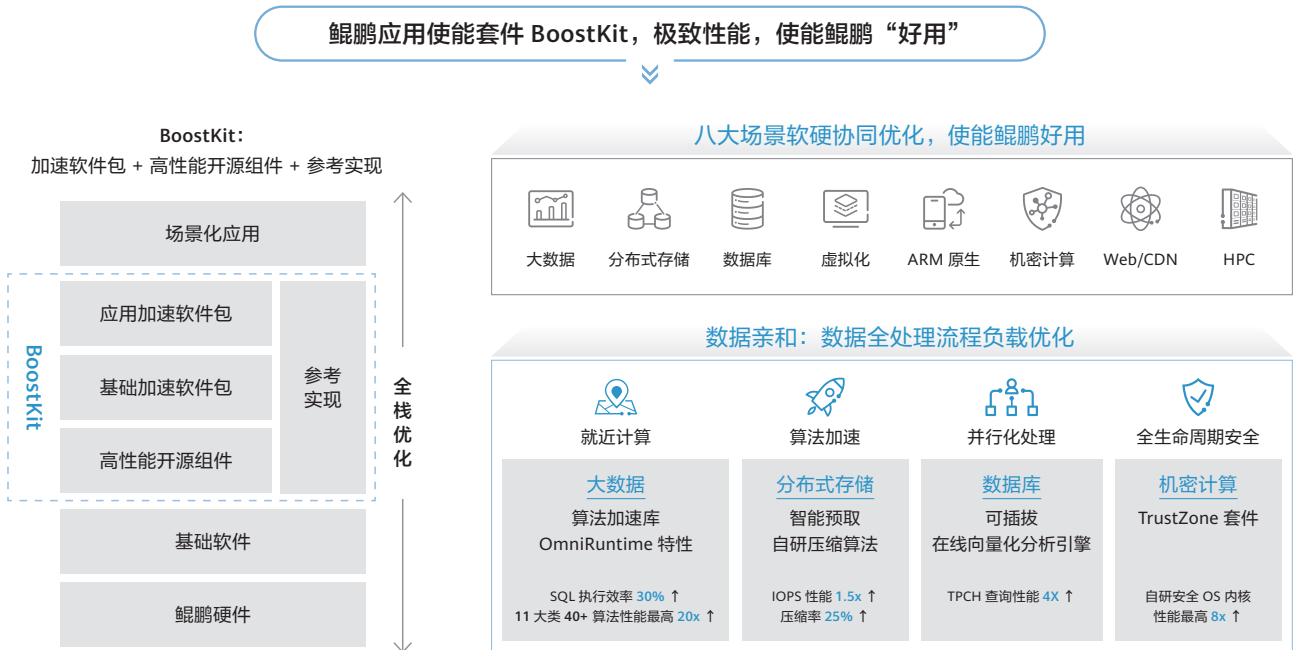 鲲鹏应用使能套件 BoostKit，极致性能，使能鲲鹏“好用”
BoostKit：
加速软件包 + 高性能开源组件 + 参考实现
场景化应用
BoostKit
应用加速软件包
基础加速软件包
高性能开源组件
参考
实现
基础软件
鲲鹏硬件
全栈优化
八大场景软硬协同优化，使能鲲鹏好用
大数据
分布式存储
数据库
虚拟化
ARM 原生
机密计算
Web/CDN
HPC
数据亲和：数据全处理流程负载优化
就近计算
大数据
算法加速库
OmniRuntime 特性
SQL 执行效率 30% ↑
11 大类 40+ 算法性能最高 20x ↑
算法加速
分布式存储
智能预取
自研压缩算法
IOPS 性能 1.5x ↑
压缩率 25% ↑
并行化处理
数据库
可插拔
在线向量化分析引擎
TPCH 查询性能 4X ↑
全生命周期安全
机密计算
TrustZone 套件
自研安全 OS 内核
性能最高 8x ↑